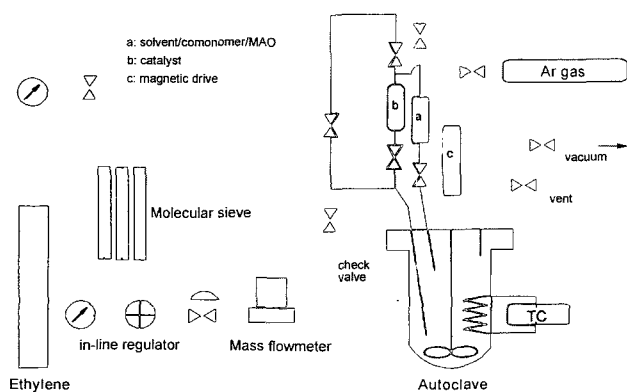 a: solvent/comonomer/MAO
b: catalyst
c: magnetic drive
Ar gas
b
a
c
vacuum
vent
Molecular sieve
check
valve
TC
in-line regulator
Mass flowmeter
Ethylene
Autoclave